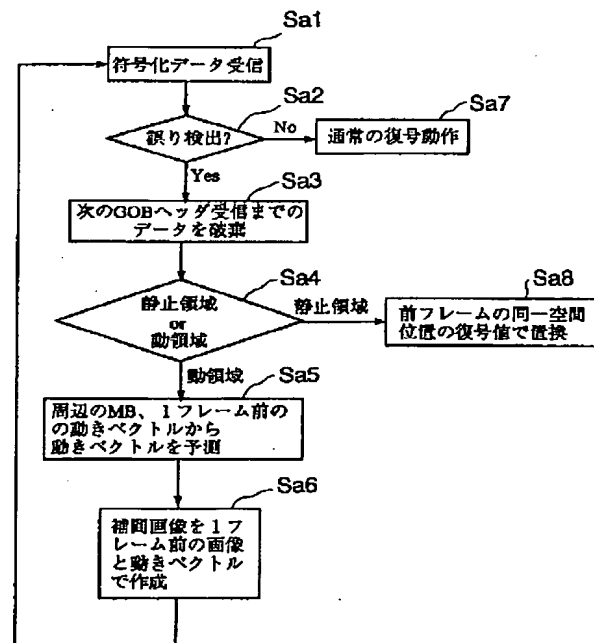 Sa1
符号化データ受信
Sa2
誤り検出?
No
Sa7
通常の復号動作
Yes
Sa3
次のGOBヘッダ受信までの
データを破棄
Sa4
静止領域
or
動領域
静止領域
Sa8
前フレームの同一空間
位置の復号値で置換
動領域
Sa5
周辺のMB、1フレーム前の
の動きベクトルから
動きベクトルを予測
Sa6
補間画像を1フ
レーム前の画像
と動きベクトル
で作成